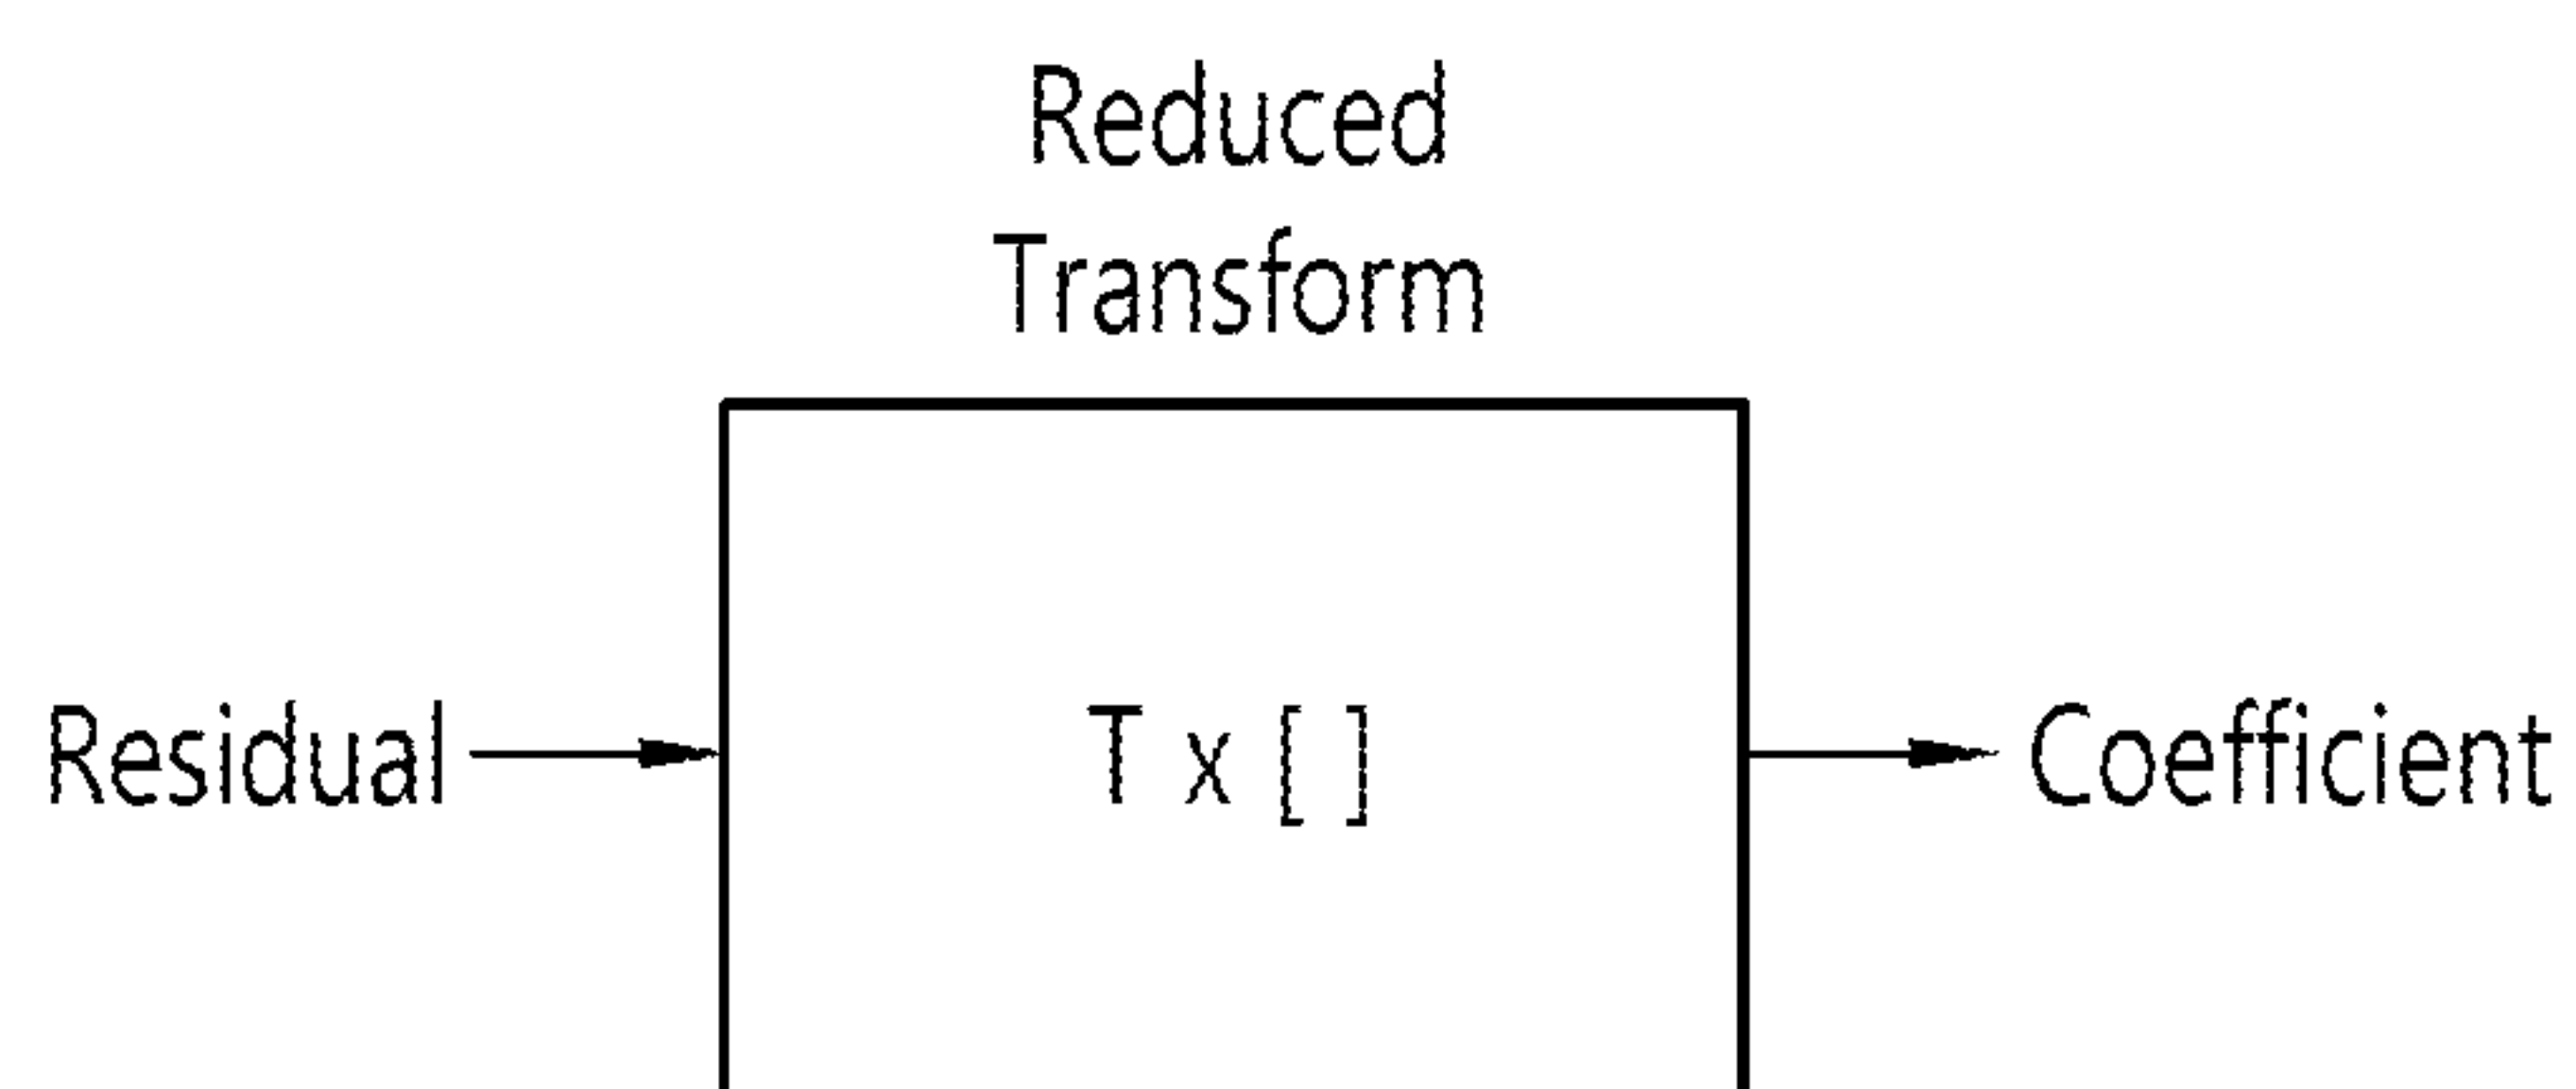 Reduced
Transform
Residual
T x [ ]
Coefficient